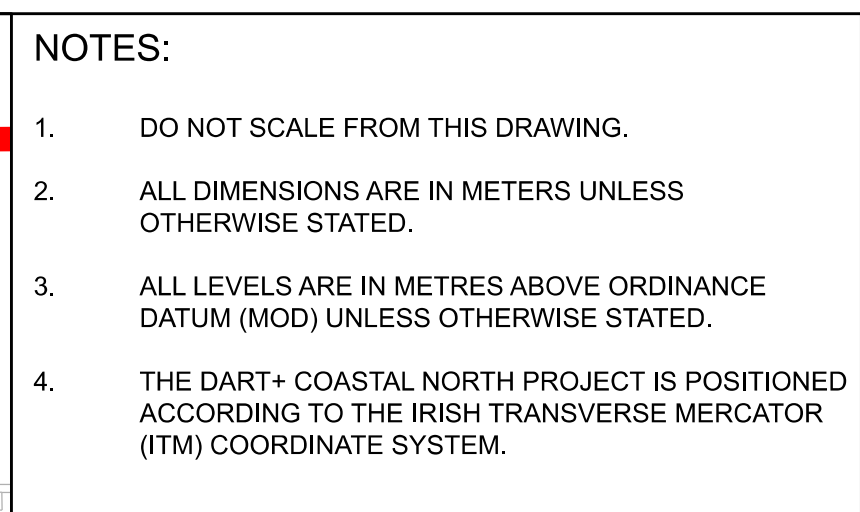 NOTES:
1. DO NOT SCALE FROM THIS DRAWING.
2. ALL DIMENSIONS ARE IN METERS UNLESS
OTHERWISE STATED.
3. ALL LEVELS ARE IN METRES ABOVE ORDINANCE
DATUM (MOD) UNLESS OTHERWISE STATED.
4. THE DART+ COASTAL NORTH PROJECT IS POSITIONED
ACCORDING TO THE IRISH TRANSVERSE MERCATOR
(ITM) COORDINATE SYSTEM.